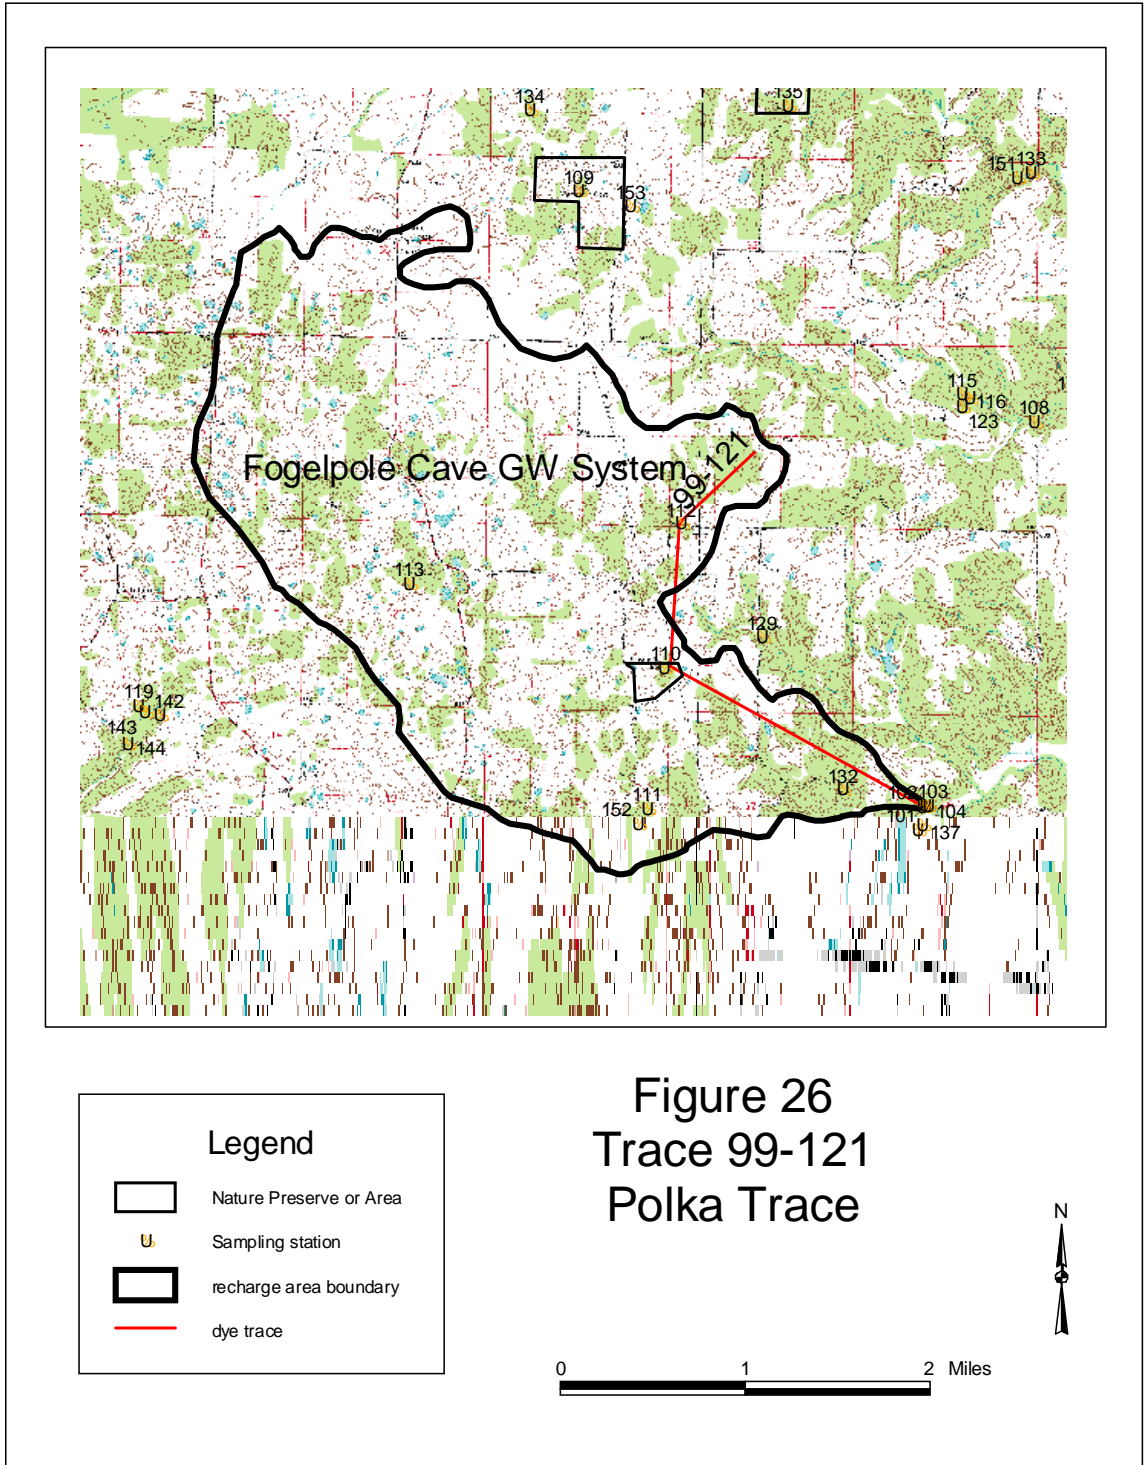 134
135
109
153
151
133
115
116
123
108
1
99-121
Fogelpole Cave GW System
112
113
129
110
119
142
143
144
132
111
152
102
103
101
104
137
Figure 26
Trace 99-121
Polka Trace
Legend
Nature Preserve or Area
Sampling station
recharge area boundary
dye trace
N
0 1 2 Miles